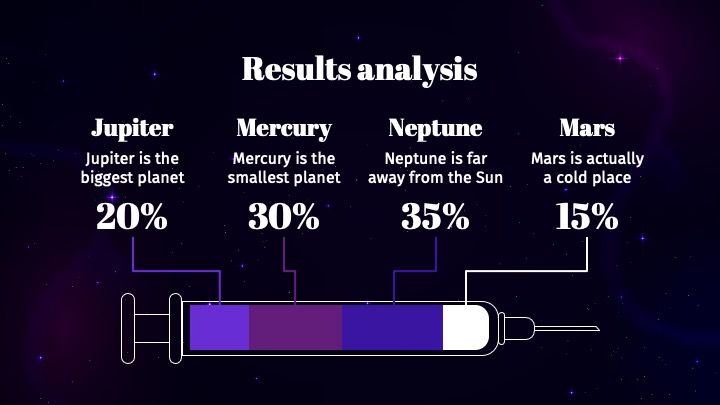 Results analysis
Jupiter
Jupiter is the
biggest planet
20%
Mercury
Mercury is the
smallest planet
30%
Neptune
Neptune is far
away from the Sun
35%
Mars
Mars is actually
a cold place
15%